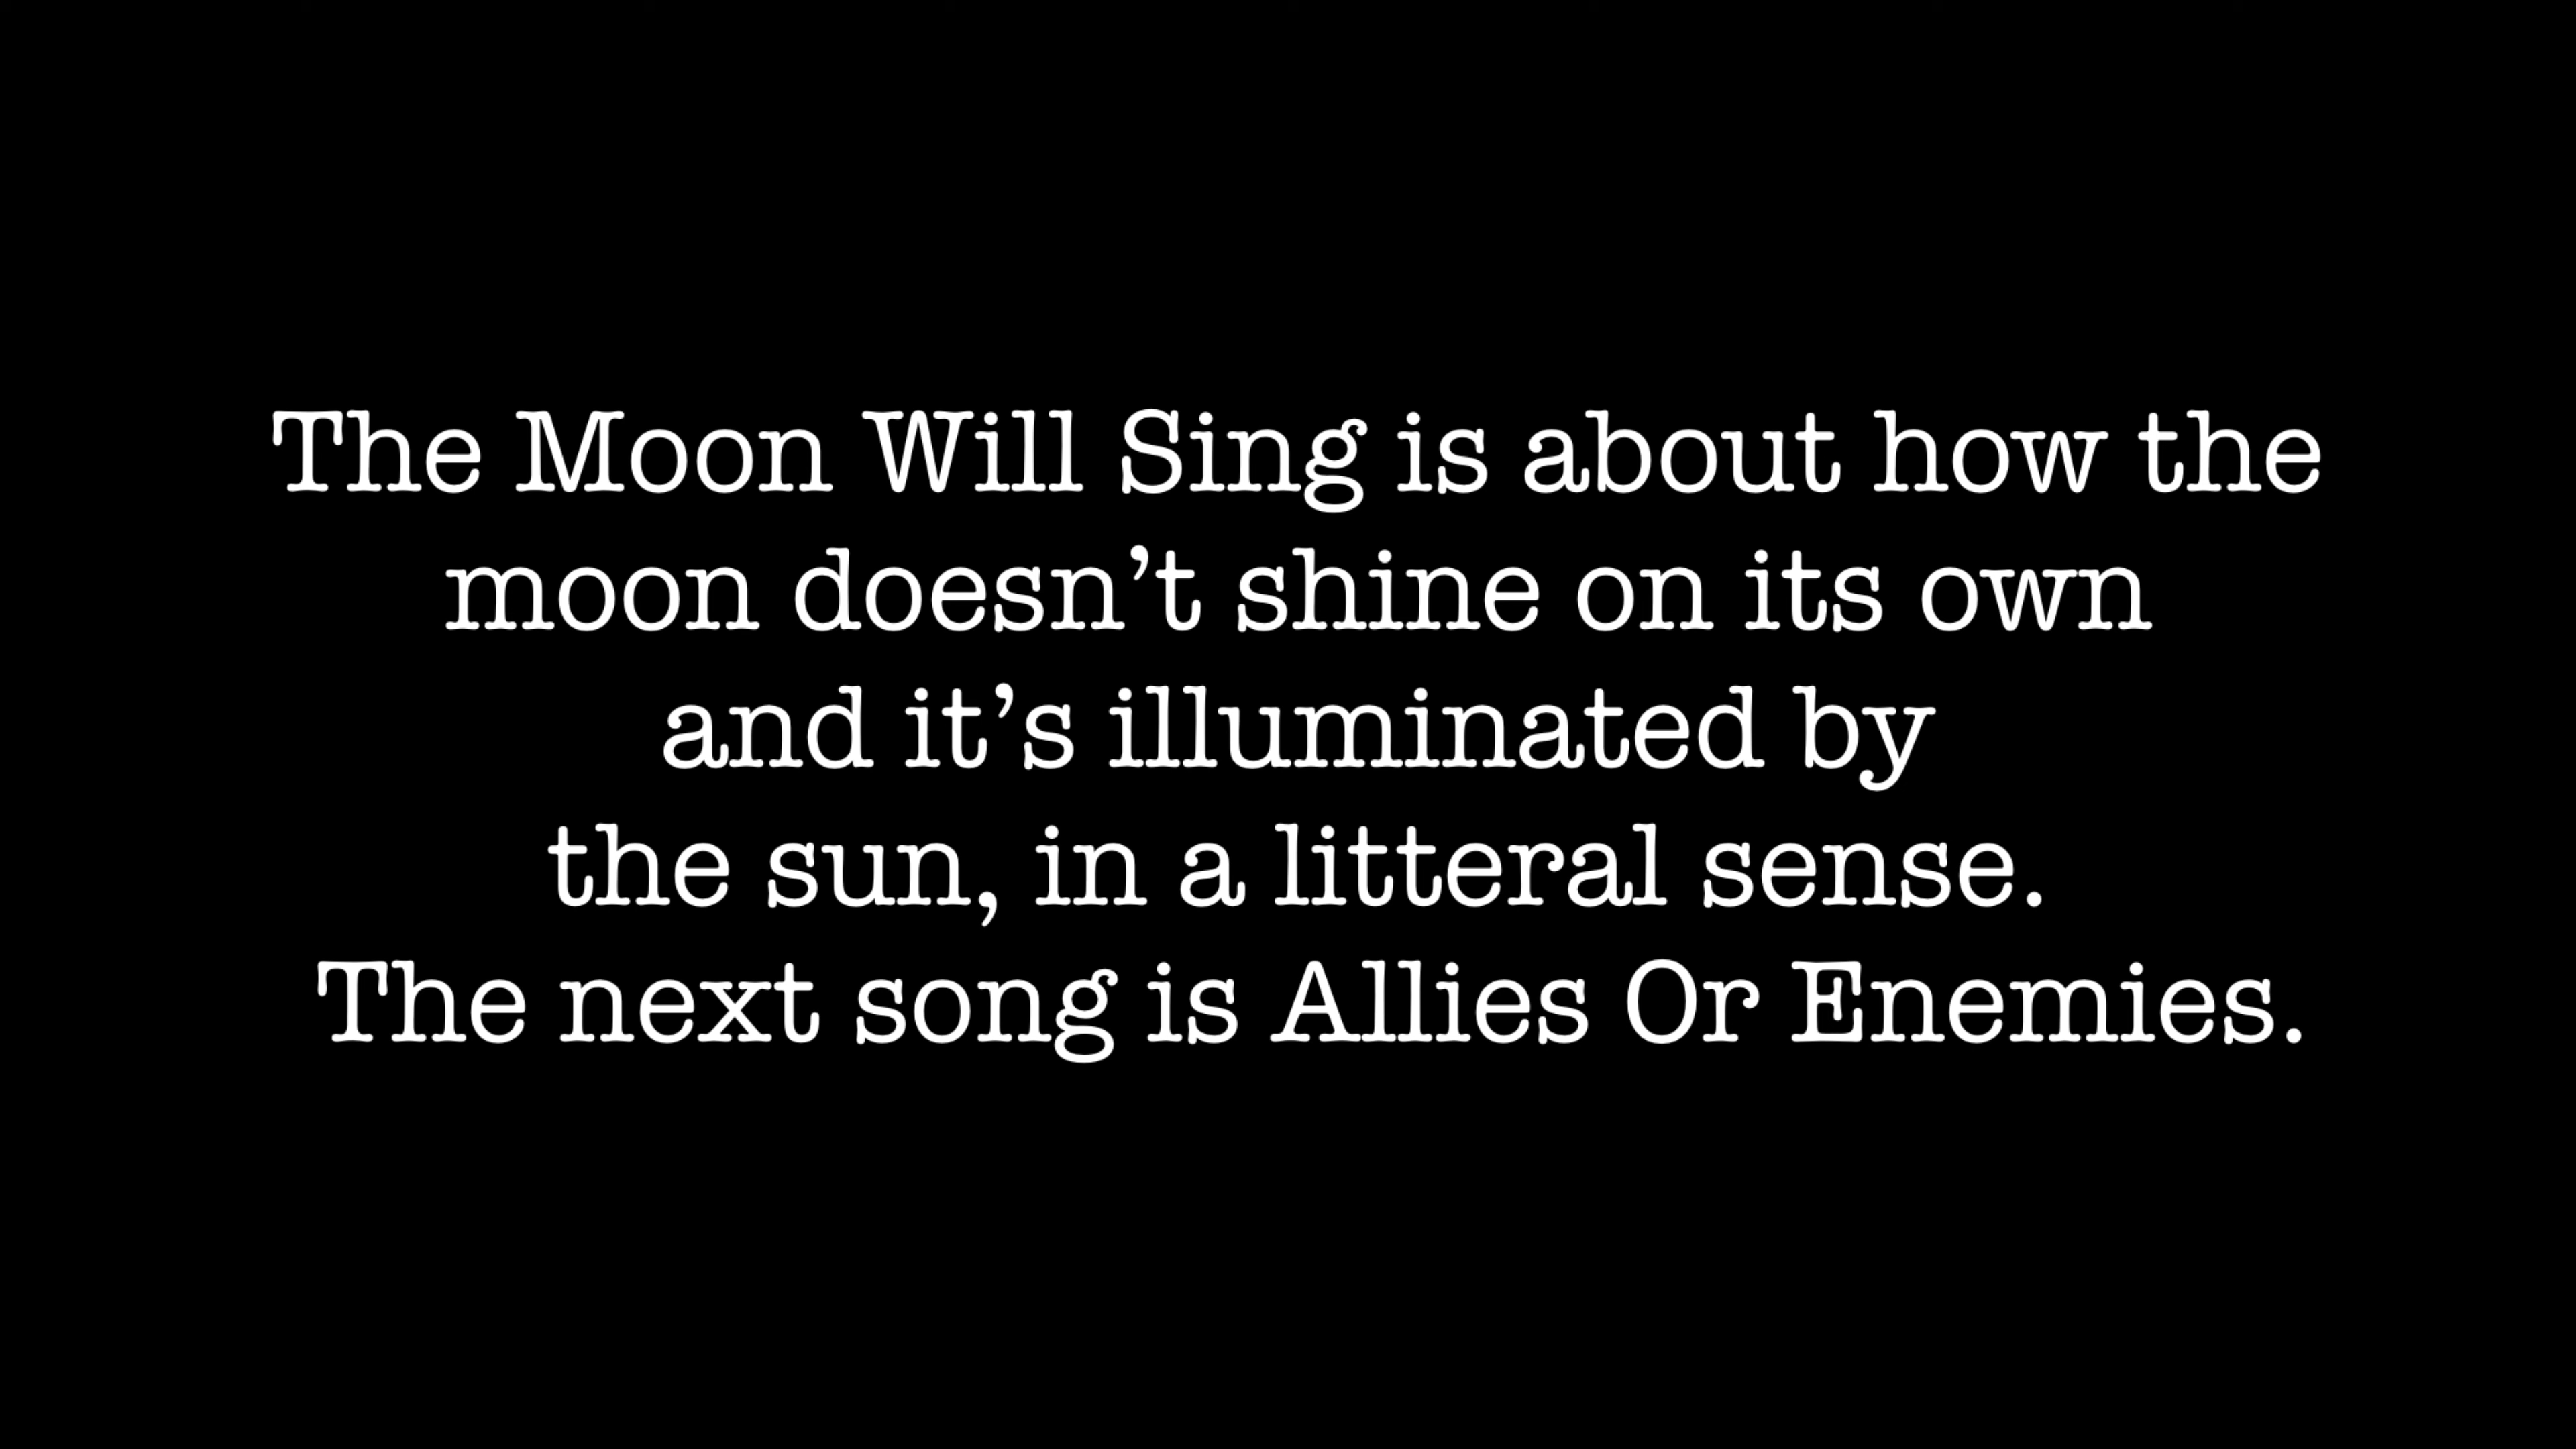 The Moon Will Sing is about how the
moon doesn’t shine on its own
and it’s illuminated by
the sun, in a litteral sense.
The next song is Allies Or Enemies.